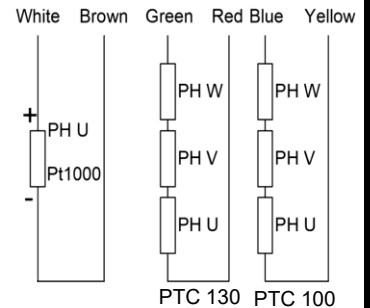 White Brown Green Red Blue Yellow
+
PH U
Pt1000
-
PH W
PH V
PH U
PTC 130
PH W
PH V
PH U
PTC 100